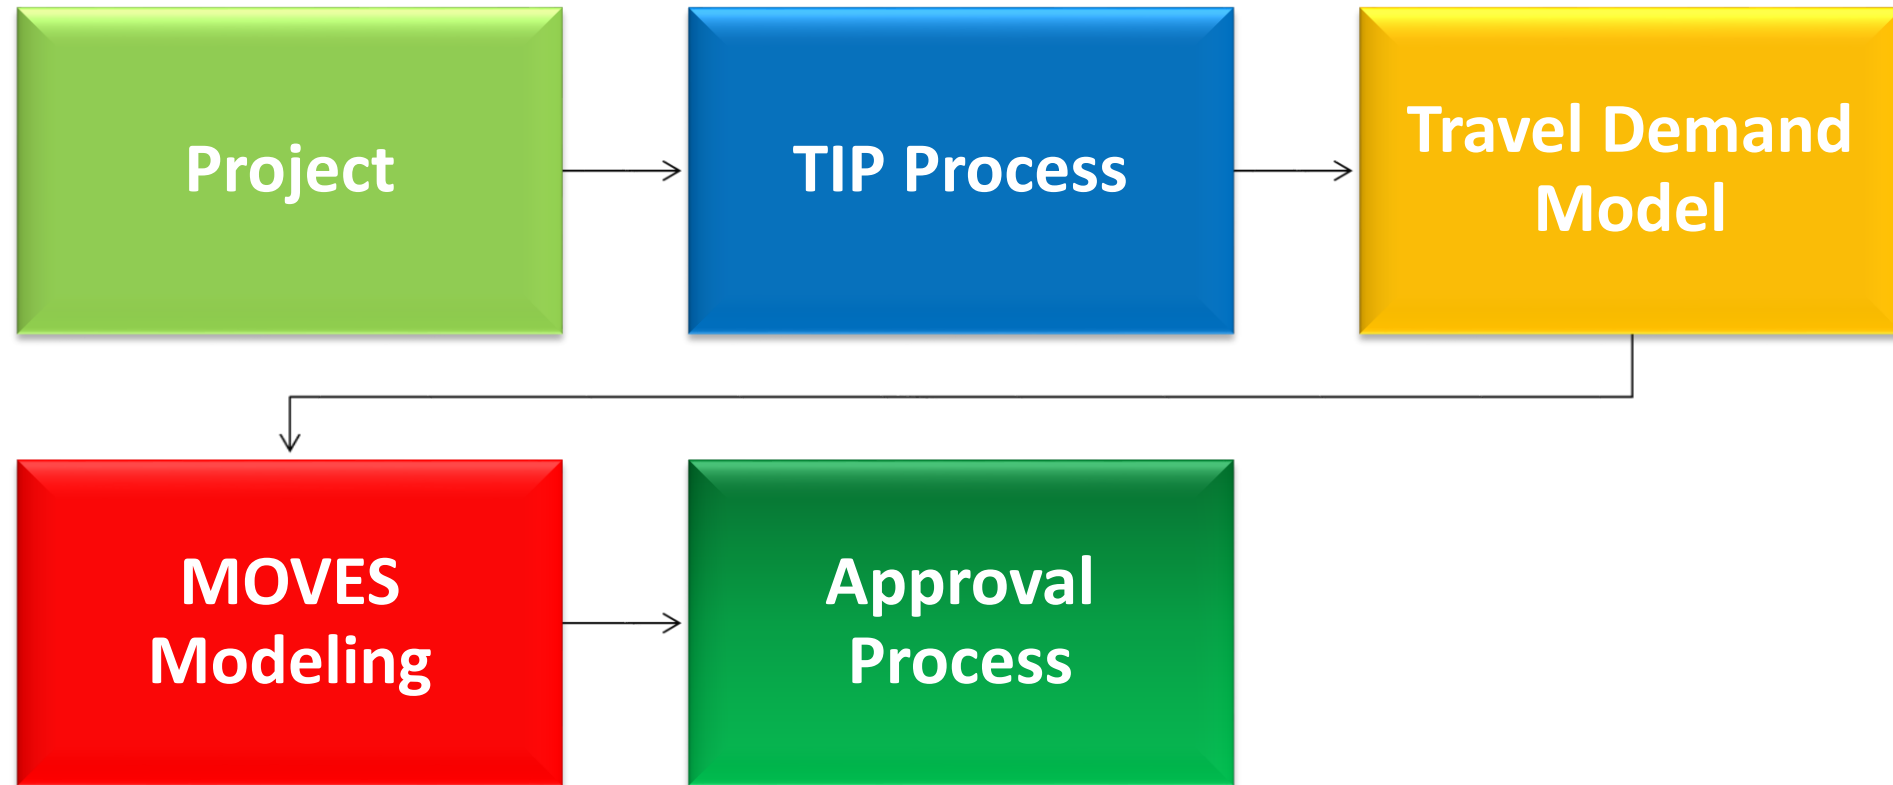 Project
TIP Process
Travel Demand
Model
MOVES
Modeling
Approval
Process